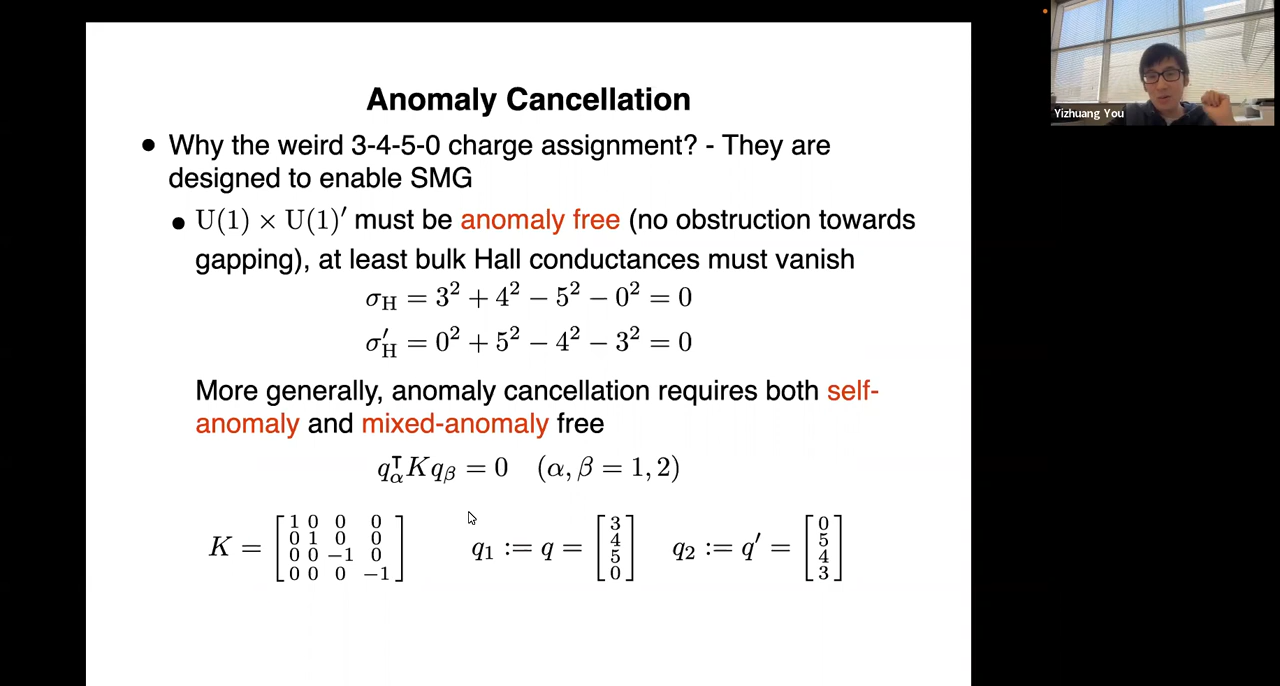 Anomaly Cancellation
Yizhuang You
• Why the weird 3-4-5-0 charge assignment? - They are
designed to enable SMG
• U(1) × U(1)′ must be anomaly free (no obstruction towards
gapping), at least bulk Hall conductances must vanish
σ_H = 3² + 4² − 5² − 0² = 0
σ′_H = 0² + 5² − 4² − 3² = 0
More generally, anomaly cancellation requires both self-
anomaly and mixed-anomaly free
q_α^⊤ K q_β = 0 (α, β = 1, 2)
K = [1 0 0 0; 0 1 0 0; 0 0 −1 0; 0 0 0 −1] q₁ := q = [3; 4; 5; 0] q₂ := q′ = [0; 5; 4; 3]